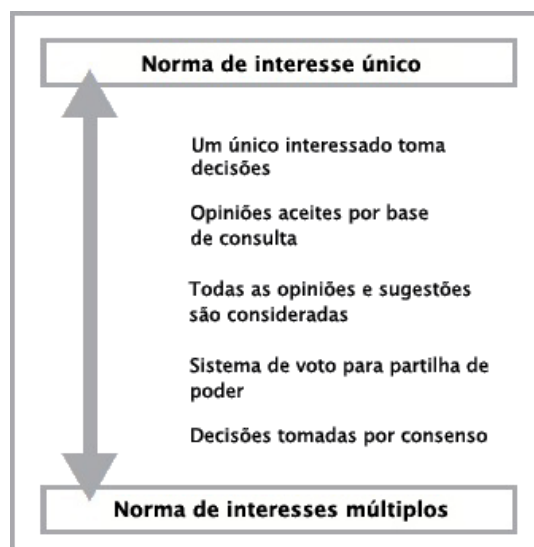 Norma de interesse único
Um único interessado toma
decisões
Opiniões aceites por base
de consulta
Todas as opiniões e sugestões
são consideradas
Sistema de voto para partilha de
poder
Decisões tomadas por consenso
Norma de interesses múltiplos